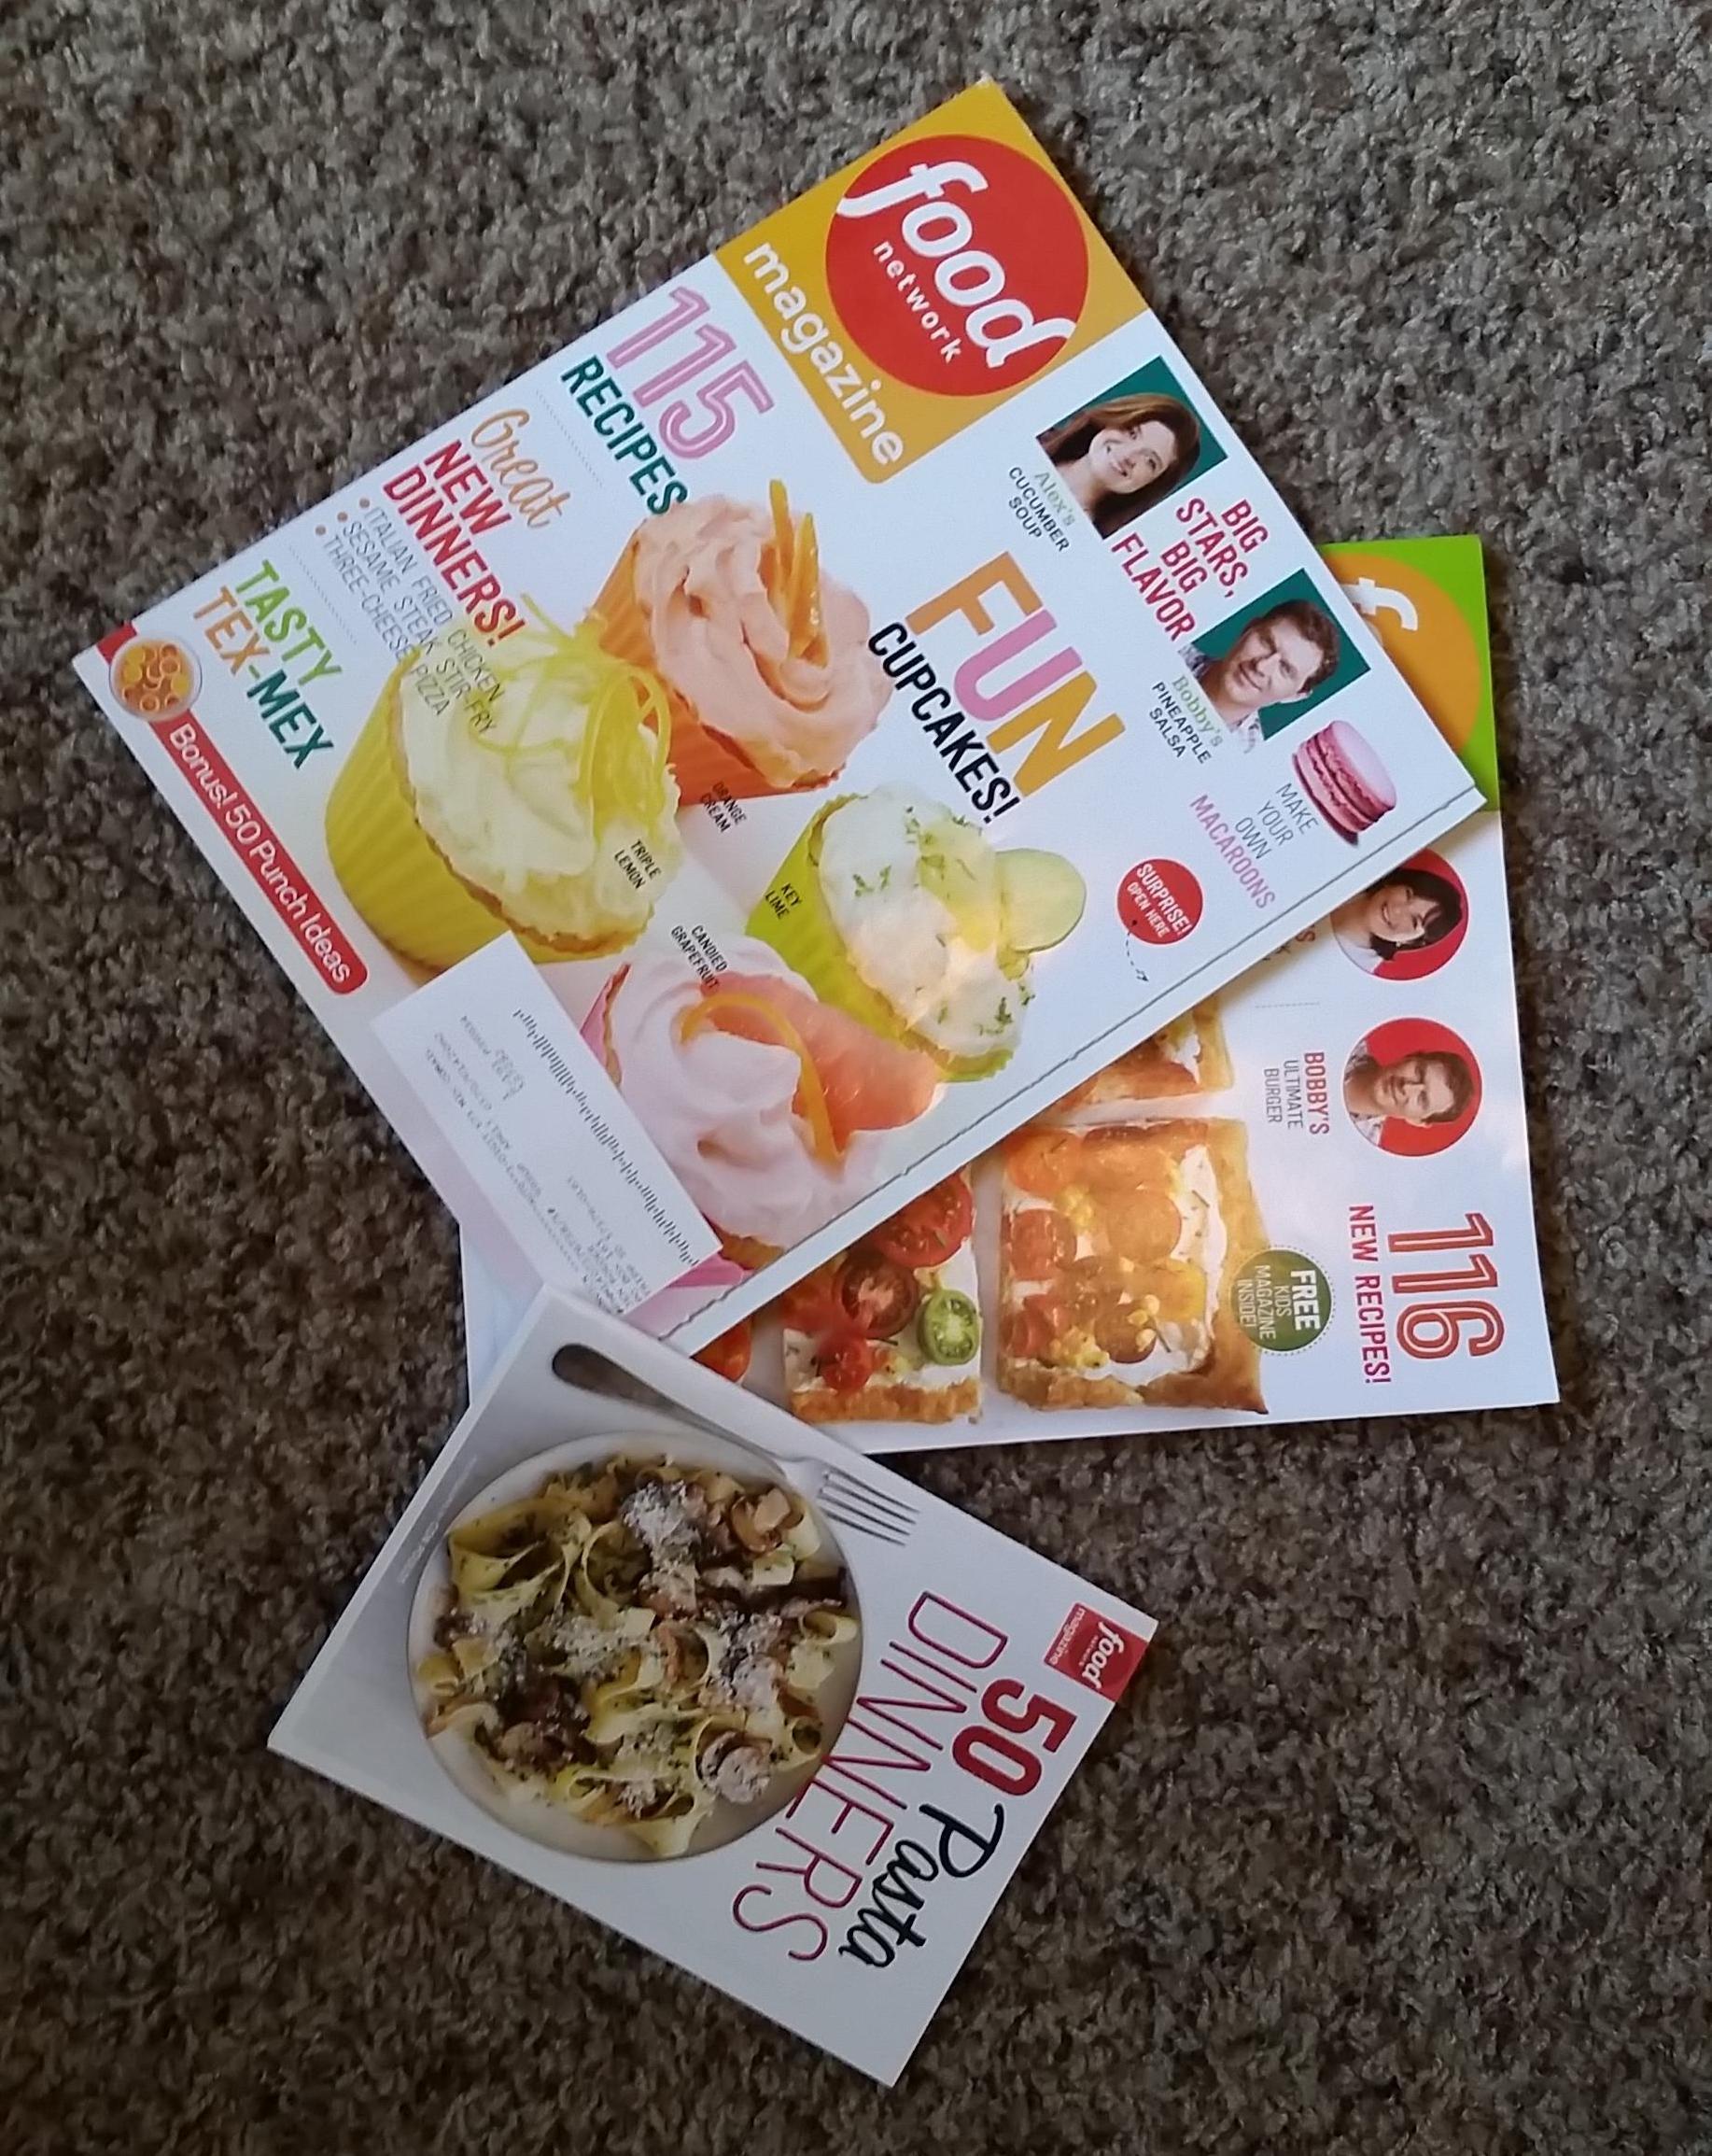 food
network
magazine
115
RECIPES
Great
NEW
DINNERS!
• ITALIAN FRIED CHICKEN
• SESAME STEAK STIR-FRY
• THREE-CHEESE PIZZA
TASTY
TEX-MEX
Bonus! 50 Punch Ideas
BIG
STARS,
BIG
FLAVOR
Alex's
CUCUMBER
SOUP
Bobby's
PINEAPPLE
SALSA
FUN
CUPCAKES!
MAKE
YOUR
OWN
MACAROONS
SURPRISE!
OPEN HERE
ORANGE
CREAM
TRIPLE
LEMON
KEY
LIME
CANDIED
GRAPEFRUIT
f
BOBBY'S
ULTIMATE
BURGER
116
NEW RECIPES!
FREE
KIDS
MAGAZINE
INSIDE!
food
magazine
50 Pasta
DINNERS